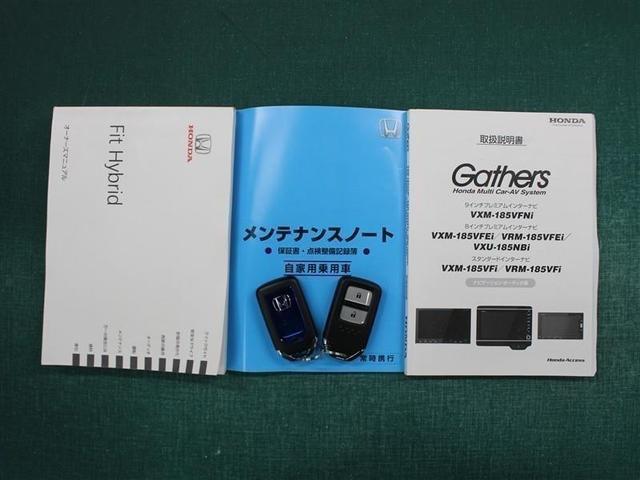 HONDA
Fit Hybrid
オーナーズマニュアル
メンテナンスノート
● 保証書・点検整備記録簿 ●
自家用乗用車
常時携行
HONDA
取扱説明書
Gathers
Honda Multi Car-AV System
9インチプレミアムインターナビ
VXM-185VFNi
8インチプレミアムインターナビ
VXM-185VFEi/VRM-185VFEi/
VXU-185NBi
スタンダードインターナビ
VXM-185VFi/VRM-185VFi
Honda Access